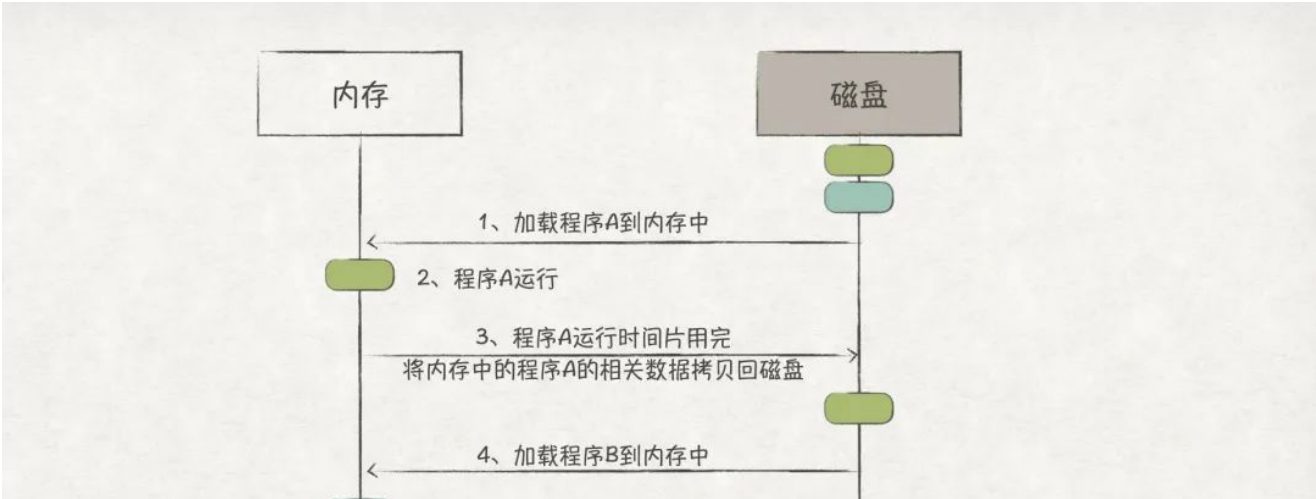 内存
磁盘
1、加载程序A到内存中
2、程序A运行
3、程序A运行时间片用完
将内存中的程序A的相关数据拷贝回磁盘
4、加载程序B到内存中